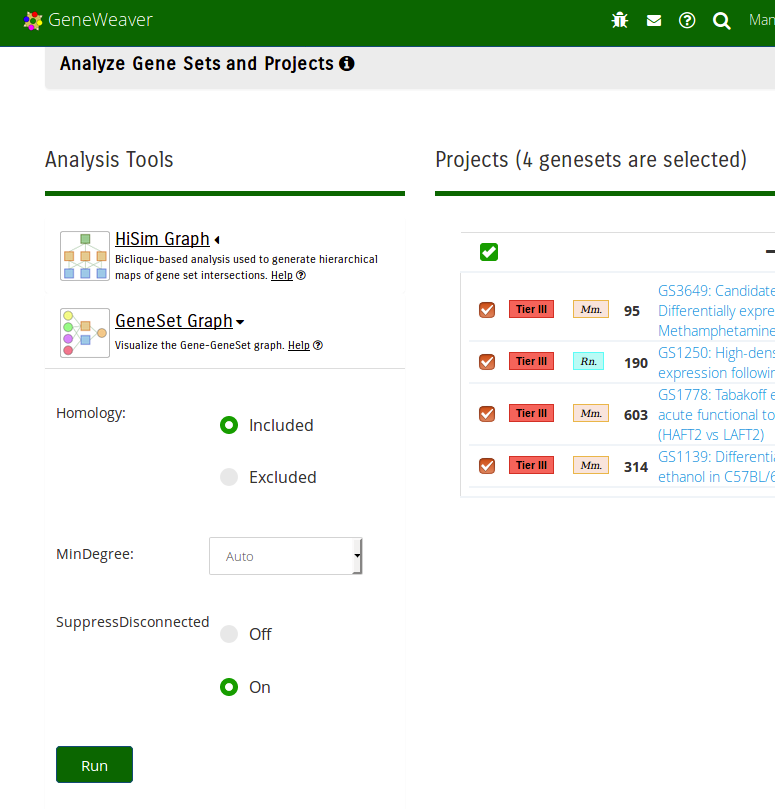 GeneWeaver
Man
Analyze Gene Sets and Projects
Analysis Tools
Projects (4 genesets are selected)
HiSim Graph
Biclique-based analysis used to generate hierarchical
maps of gene set intersections. Help
GeneSet Graph
Visualize the Gene-GeneSet graph. Help
Homology:
Included
Excluded
MinDegree:
Auto
SuppressDisconnected
Off
On
Run
Tier III Mm. 95 GS3649: Candidate
Differentially expre
Methamphetamine
Tier III Rn. 190 GS1250: High-dens
expression followin
Tier III Mm. 603 GS1778: Tabakoff e
acute functional to
(HAFT2 vs LAFT2)
Tier III Mm. 314 GS1139: Differentia
ethanol in C57BL/6